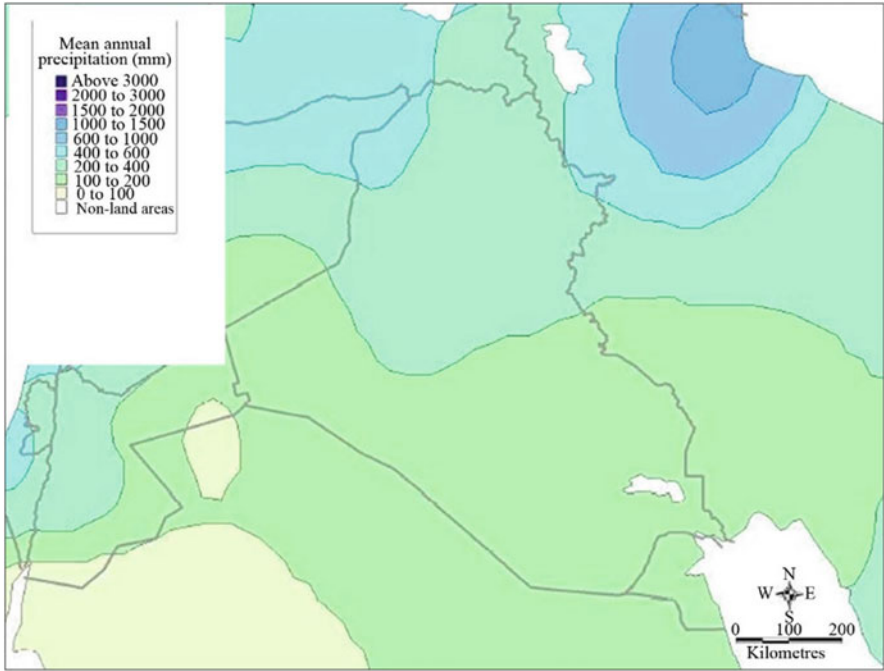 Mean annual
precipitation (mm)
Above 3000
2000 to 3000
1500 to 2000
1000 to 1500
600 to 1000
400 to 600
200 to 400
100 to 200
0 to 100
Non-land areas
N
W E
S
0 100 200
Kilometres